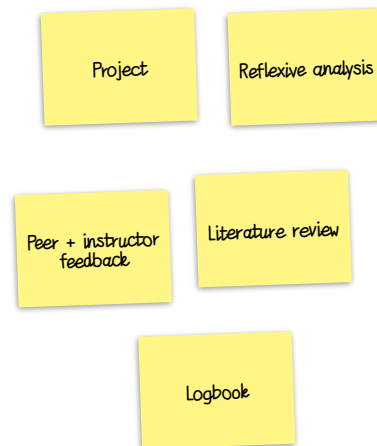 Project
Reflexive analysis
Peer + instructor
feedback
Literature review
Logbook